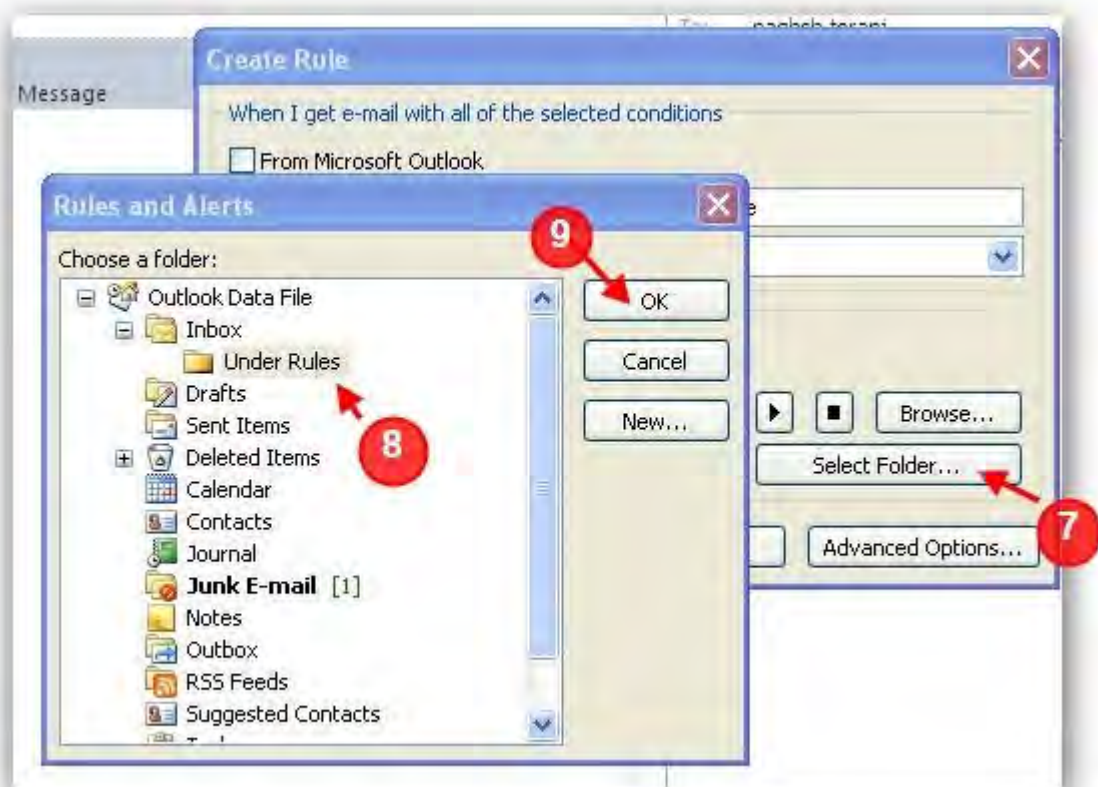 naghsh terani
Create Rule
Message
When I get e-mail with all of the selected conditions
From Microsoft Outlook
Rules and Alerts
e
9
Choose a folder:
Outlook Data File
OK
Inbox
Under Rules
Cancel
Drafts
Sent Items
New...
Browse...
8
Deleted Items
Select Folder...
Calendar
Contacts
7
Journal
Advanced Options...
Junk E-mail [1]
Notes
Outbox
RSS Feeds
Suggested Contacts